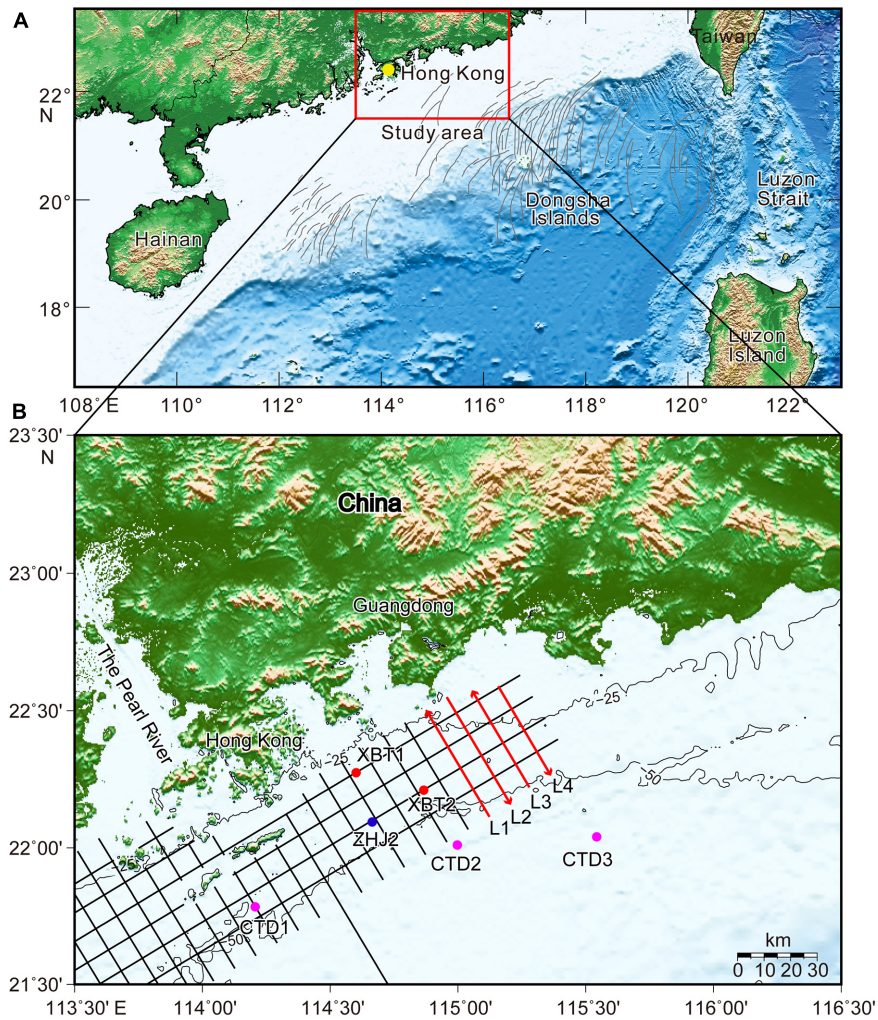 A
Taiwan
Hong Kong
22°
N
Study area
20°
Luzon
Strait
Dongsha
Islands
Hainan
18°
Luzon
Island
108° E
110°
112°
114°
116°
118°
120°
122°
B
23°30'
N
China
23°00'
Guangdong
The Pearl River
22°30'
-25
Hong Kong
-25
XBT1
-50
L4
XBT2
L3
L2
L1
ZHJ2
22°00'
CTD2
CTD3
-25
CTD1
-50
km
0 10 20 30
21°30'
113°30' E
114°00'
114°30'
115°00'
115°30'
116°00'
116°30'